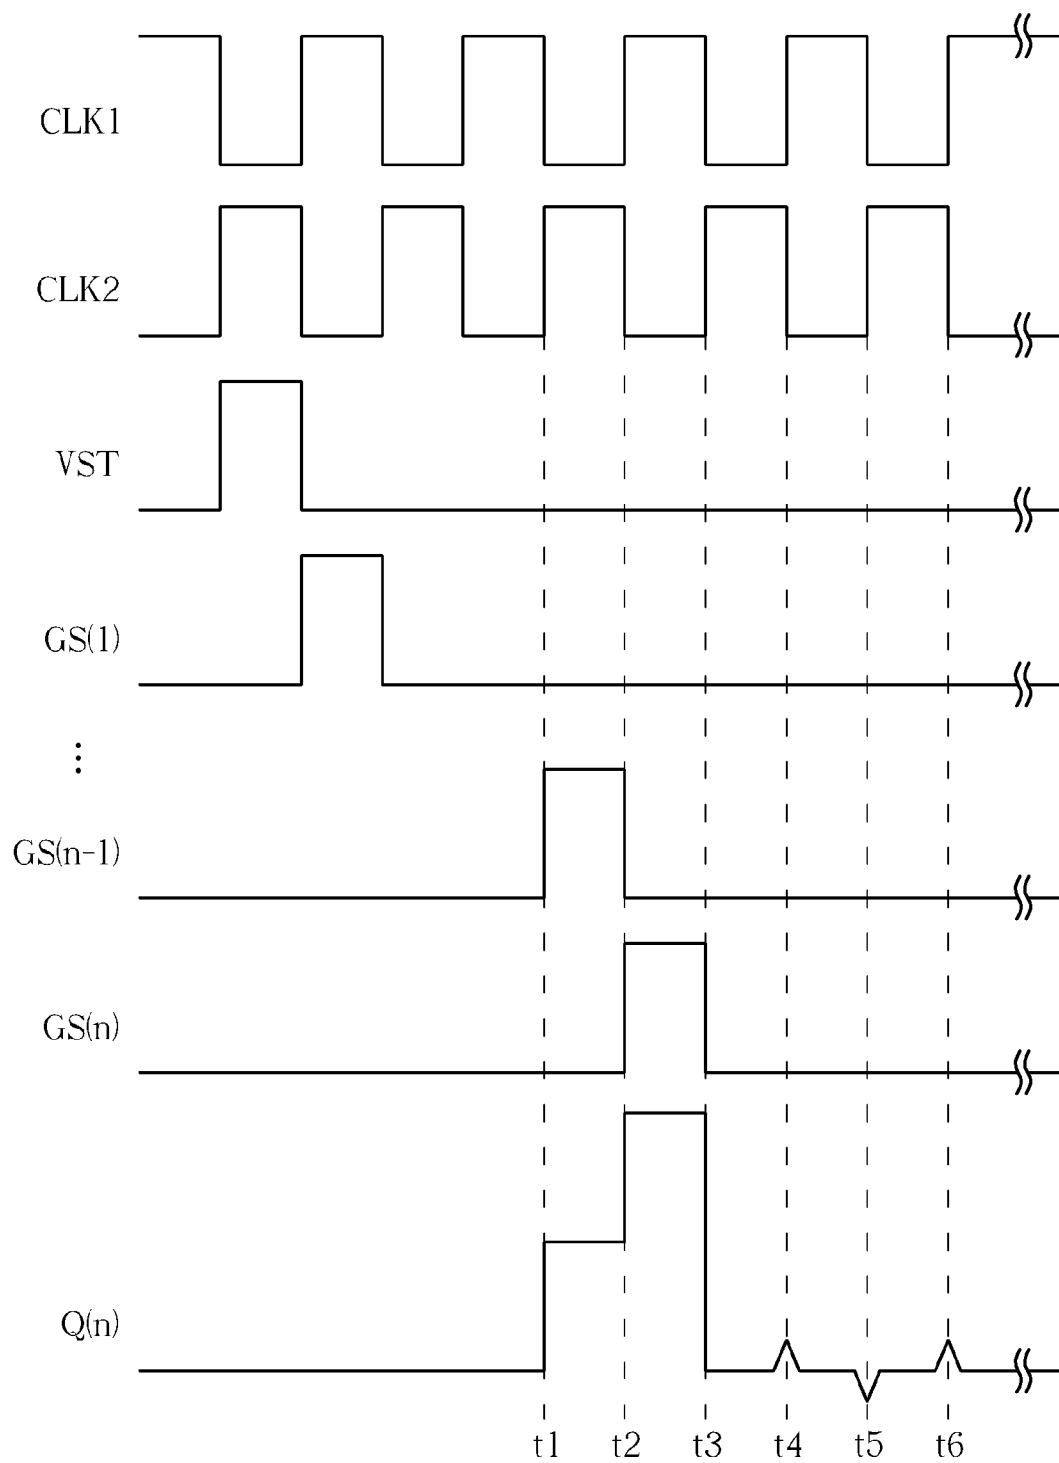 CLK1
CLK2
VST
GS(1)
⋮
GS(n-1)
GS(n)
Q(n)
t1 t2 t3 t4 t5 t6